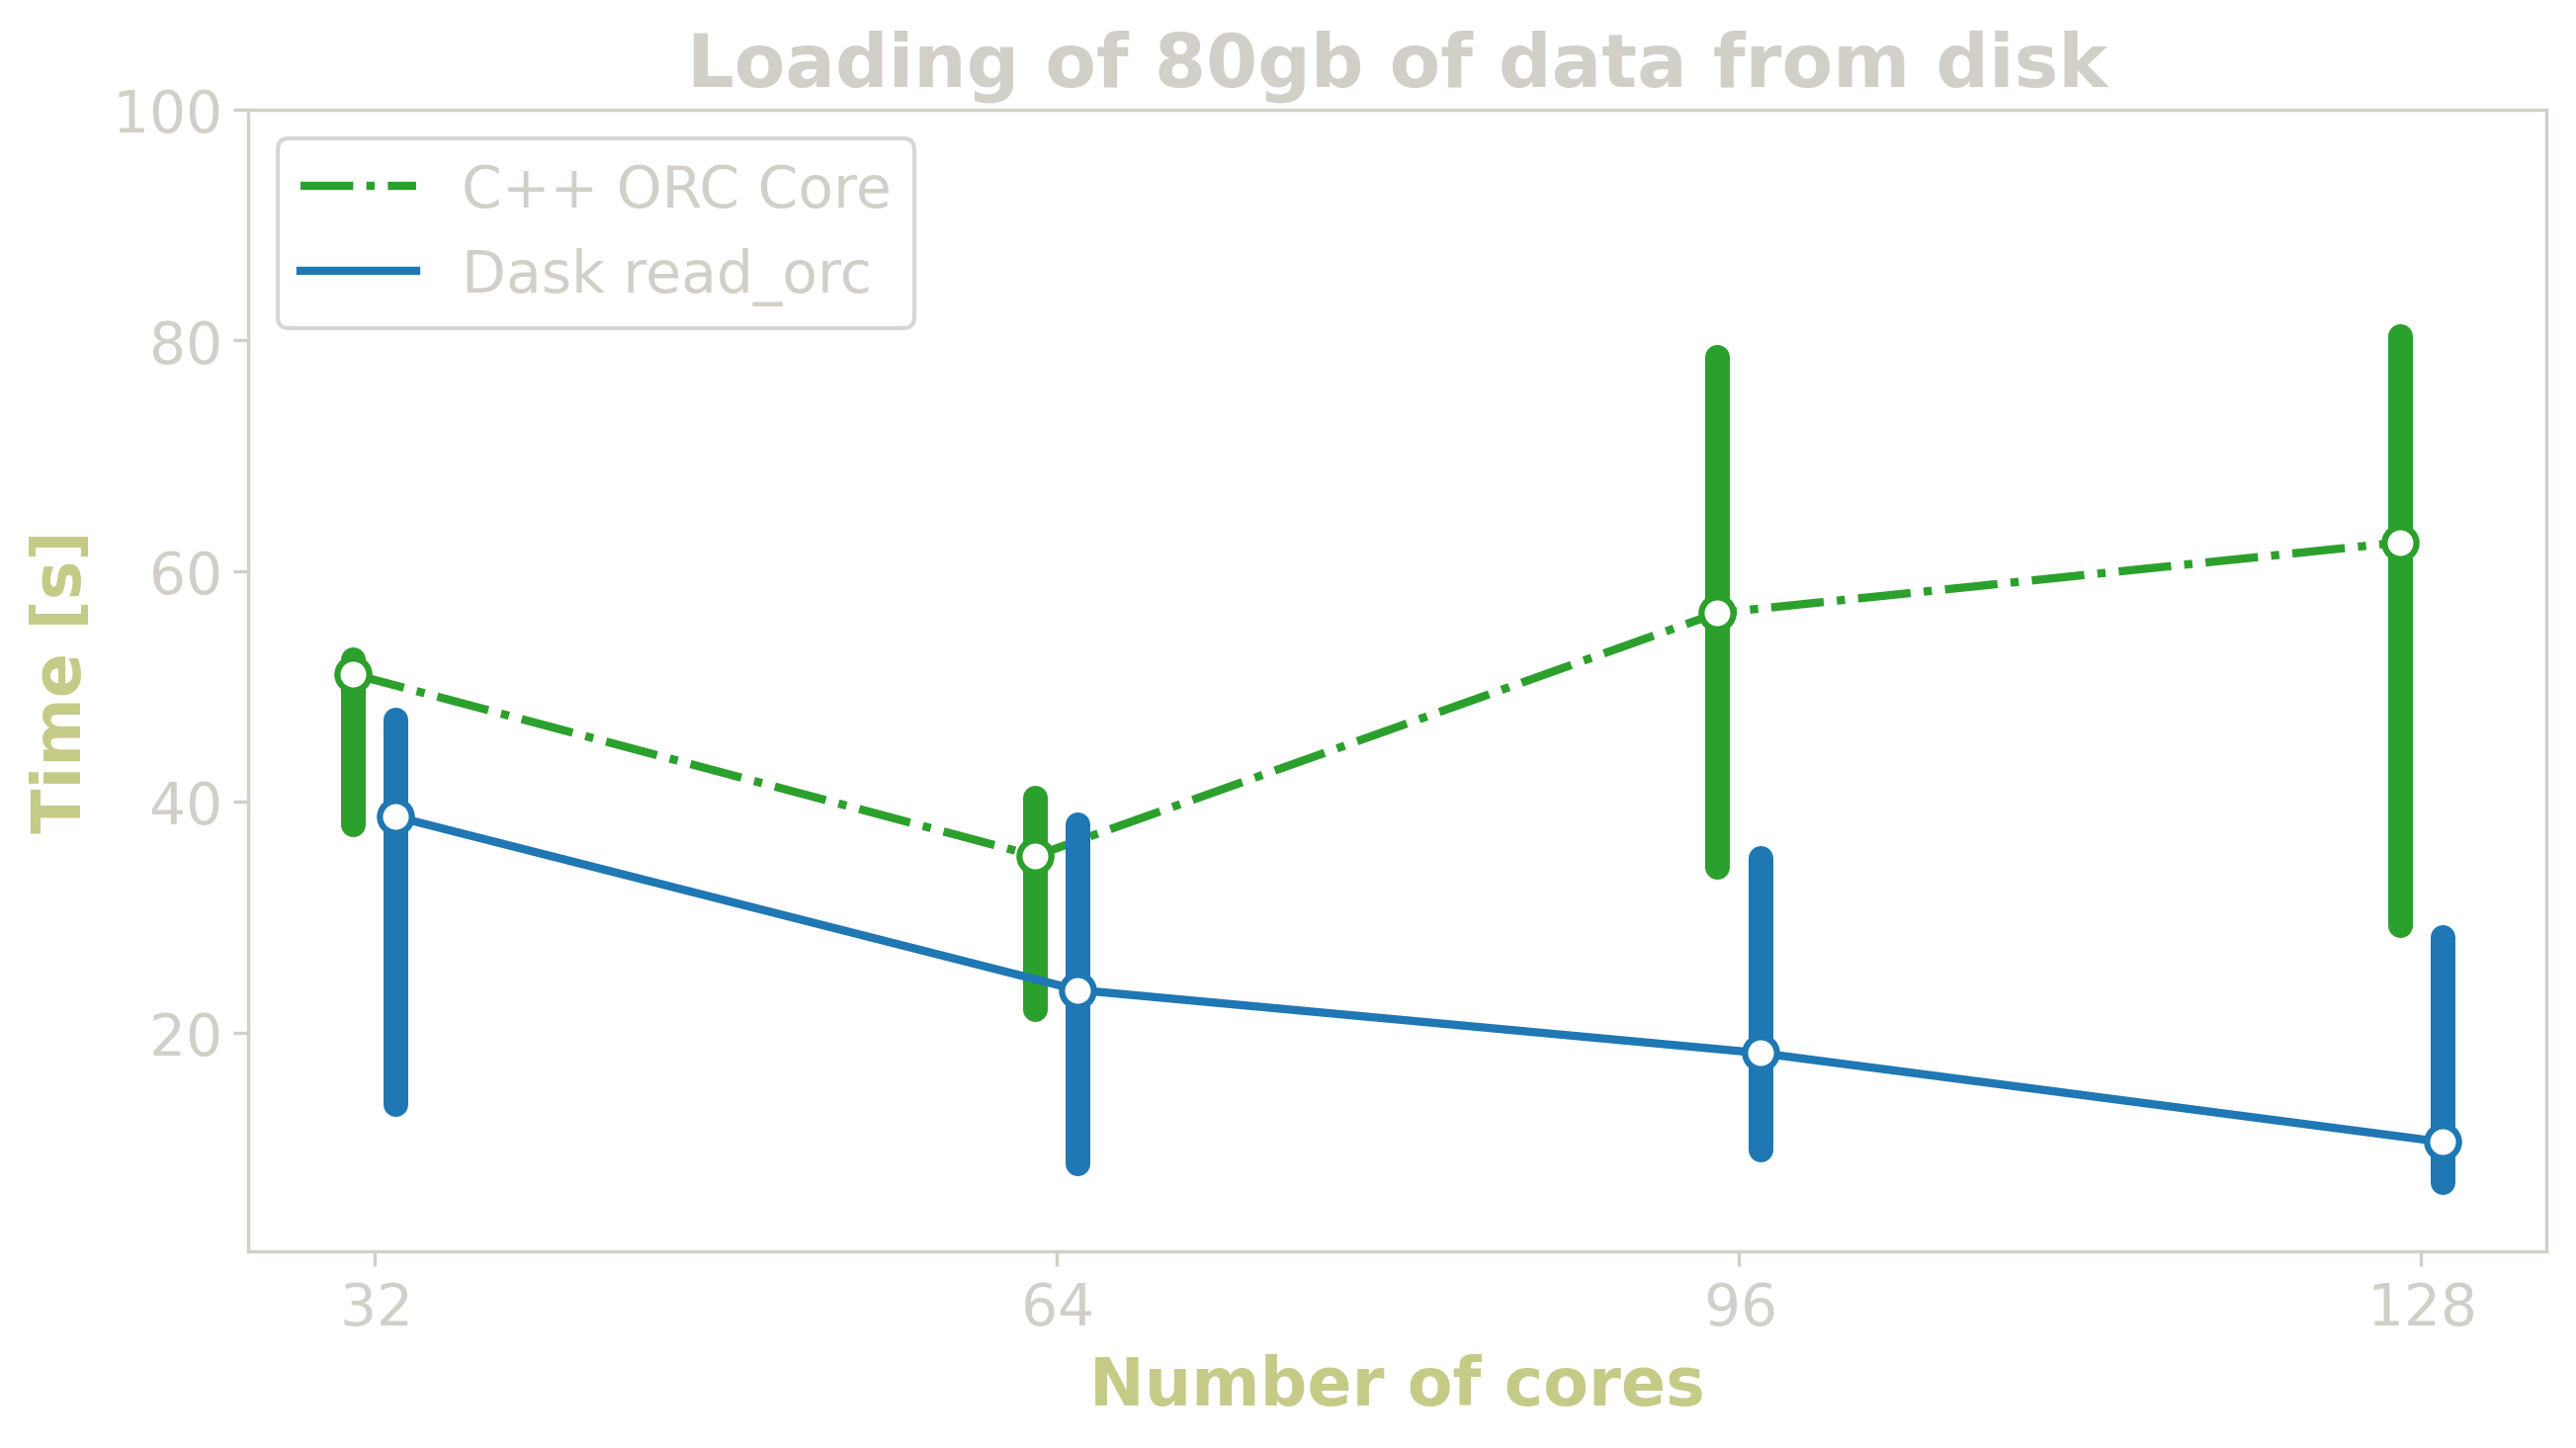 Loading of 80gb of data from disk
100
80
60
40
20
C++ ORC Core
Dask read_orc
Time [s]
32 64 96 128
Number of cores